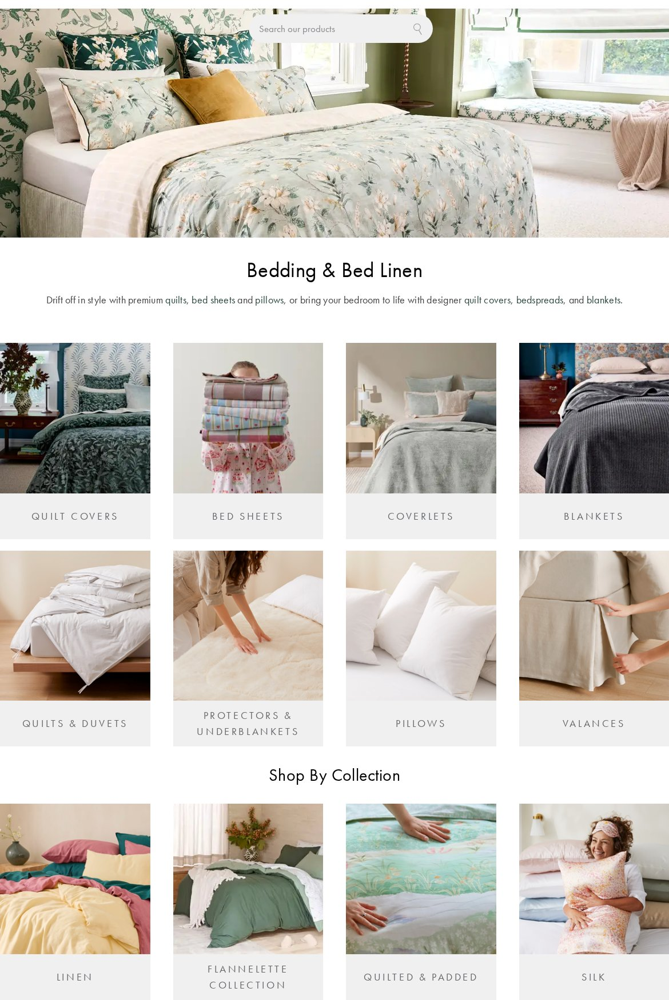 Search our products
Bedding & Bed Linen
Drift off in style with premium quilts, bed sheets and pillows, or bring your bedroom to life with designer quilt covers, bedspreads, and blankets.
QUILT COVERS
BED SHEETS
COVERLETS
BLANKETS
QUILTS & DUVETS
PROTECTORS &
UNDERBLANKETS
PILLOWS
VALANCES
Shop By Collection
LINEN
FLANNELETTE
COLLECTION
QUILTED & PADDED
SILK